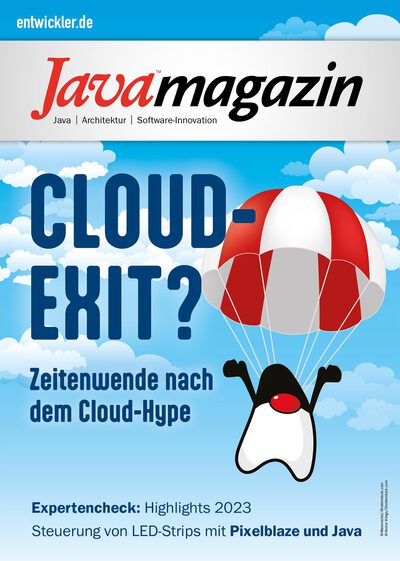 entwickler.de
Java™magazin
Java | Architektur | Software-Innovation
CLOUD-
EXIT?
Zeitenwende nach
dem Cloud-Hype
Expertencheck: Highlights 2023
Steuerung von LED-Strips mit Pixelblaze und Java